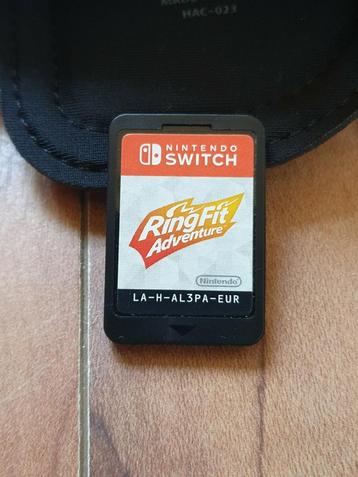 HAC-023
NINTENDO
SWITCH
RingFit
Adventure
Nintendo
LA-H-AL3PA-EUR